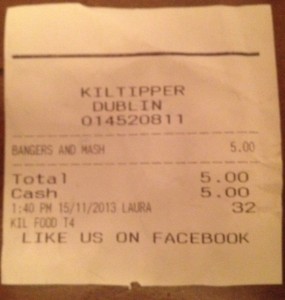 KILTIPPER
DUBLIN
014520811
BANGERS AND MASH 5.00
Total 5.00
Cash 5.00
1:40 PM 15/11/2013 LAURA 32
KIL FOOD T4
LIKE US ON FACEBOOK